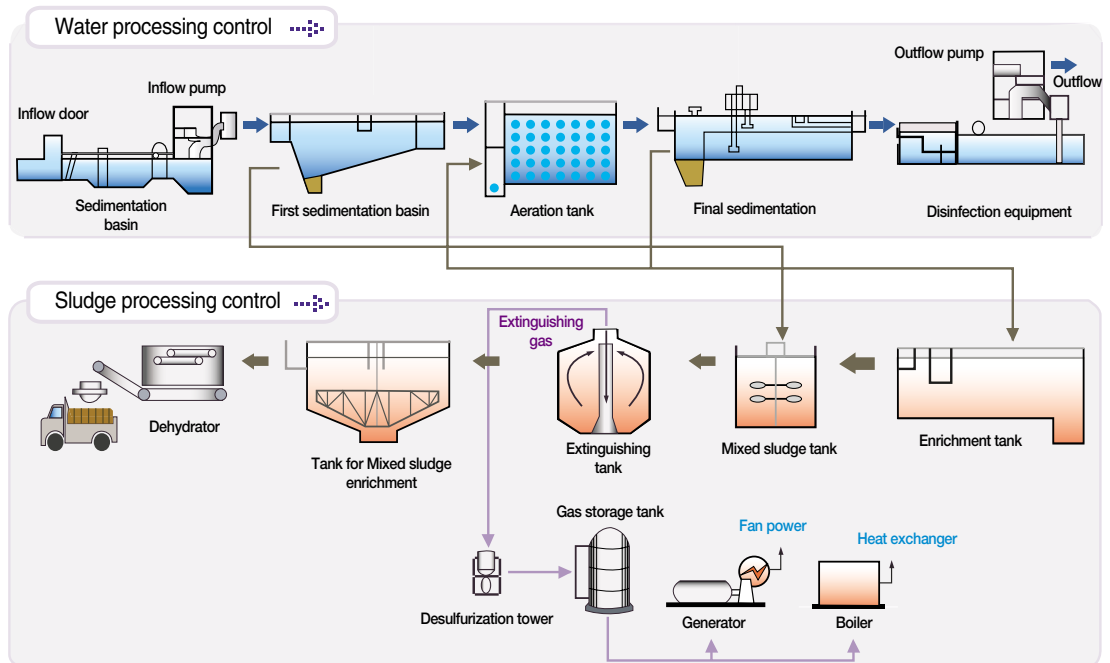 Water processing control
Inflow door
Inflow pump
Outflow pump
Outflow
Sedimentation
basin
First sedimentation basin
Aeration tank
Final sedimentation
Disinfection equipment
Sludge processing control
Extinguishing
gas
Dehydrator
Tank for Mixed sludge
enrichment
Extinguishing
tank
Mixed sludge tank
Enrichment tank
Gas storage tank
Fan power
Heat exchanger
Desulfurization tower
Generator
Boiler